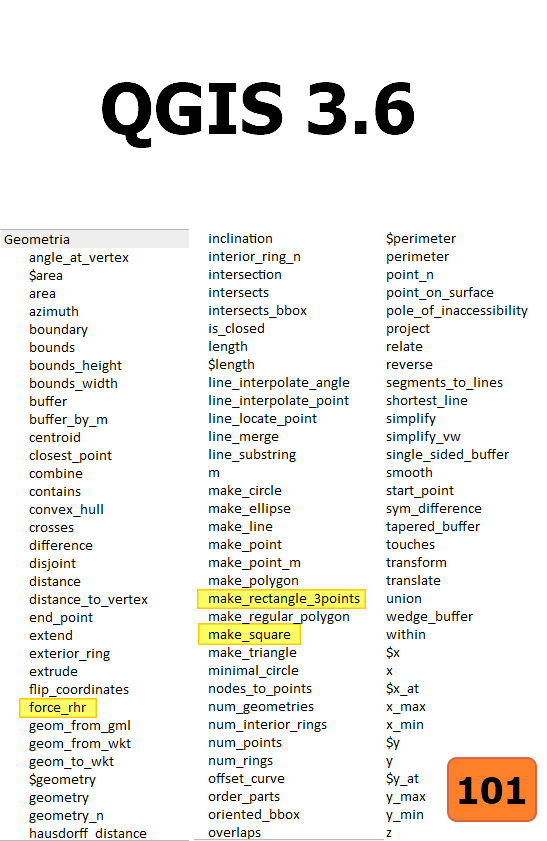 QGIS 3.6
Geometria
angle_at_vertex
$area
area
azimuth
boundary
bounds
bounds_height
bounds_width
buffer
buffer_by_m
centroid
closest_point
combine
contains
convex_hull
crosses
difference
disjoint
distance
distance_to_vertex
end_point
extend
exterior_ring
extrude
flip_coordinates
force_rhr
geom_from_gml
geom_from_wkt
geom_to_wkt
$geometry
geometry
geometry_n
hausdorff_distance
inclination
interior_ring_n
intersection
intersects
intersects_bbox
is_closed
length
$length
line_interpolate_angle
line_interpolate_point
line_locate_point
line_merge
line_substring
m
make_circle
make_ellipse
make_line
make_point
make_point_m
make_polygon
make_rectangle_3points
make_regular_polygon
make_square
make_triangle
minimal_circle
nodes_to_points
num_geometries
num_interior_rings
num_points
num_rings
offset_curve
order_parts
oriented_bbox
overlaps
$perimeter
perimeter
point_n
point_on_surface
pole_of_inaccessibility
project
relate
reverse
segments_to_lines
shortest_line
simplify
simplify_vw
single_sided_buffer
smooth
start_point
sym_difference
tapered_buffer
touches
transform
translate
union
wedge_buffer
within
$x
x
$x_at
x_max
x_min
$y
y
$y_at
y_max
y_min
z
101